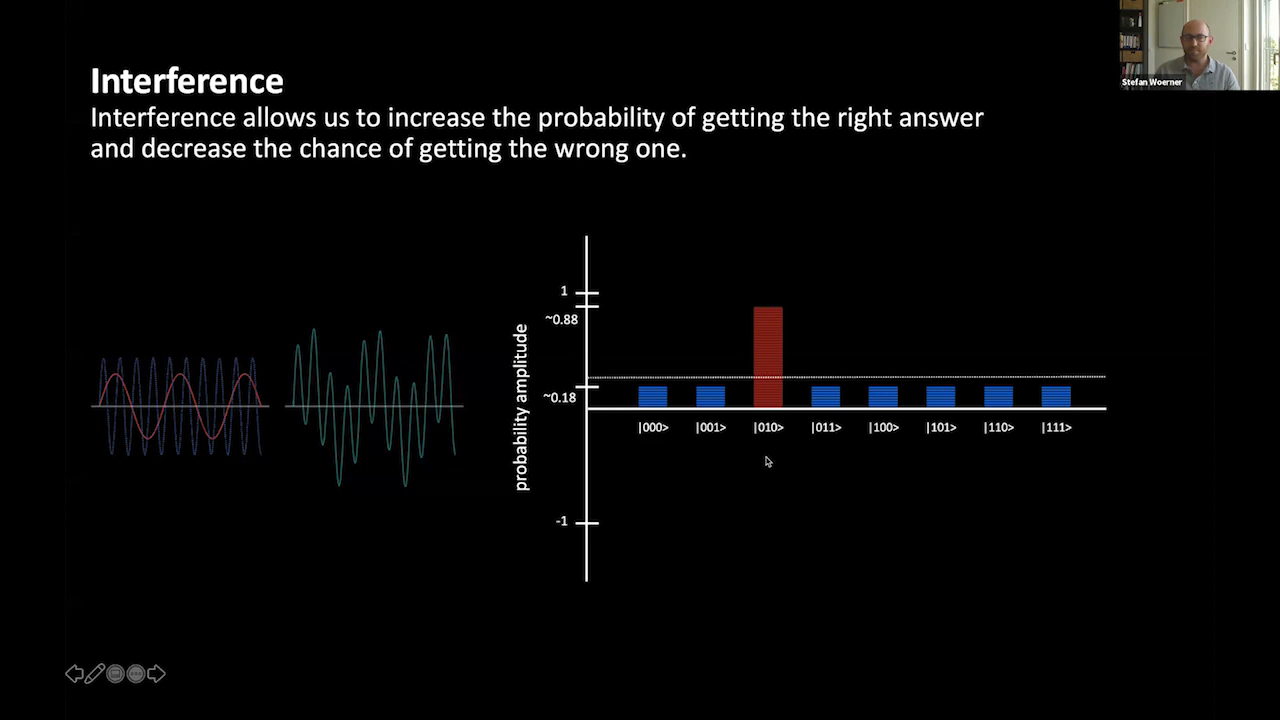 Stefan Woerner
Interference
Interference allows us to increase the probability of getting the right answer
and decrease the chance of getting the wrong one.
probability amplitude
1
~0.88
~0.18
-1
|000> |001> |010> |011> |100> |101> |110> |111>